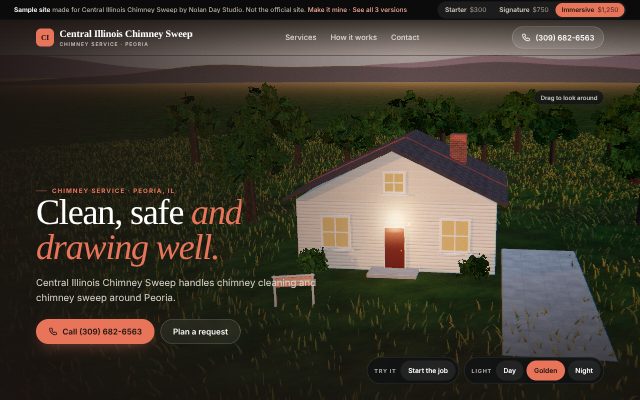 Sample site made for Central Illinois Chimney Sweep by Nolan Day Studio. Not the official site. Make it mine · See all 3 versions
Starter $300 Signature $750 Immersive $1,250
CI Central Illinois Chimney Sweep
CHIMNEY SERVICE · PEORIA
Services How it works Contact
(309) 682-6563
Drag to look around
CHIMNEY SERVICE · PEORIA, IL
Clean, safe and
drawing well.
Central Illinois Chimney Sweep handles chimney cleaning and
chimney sweep around Peoria.
Call (309) 682-6563 Plan a request
TRY IT Start the job LIGHT Day Golden Night